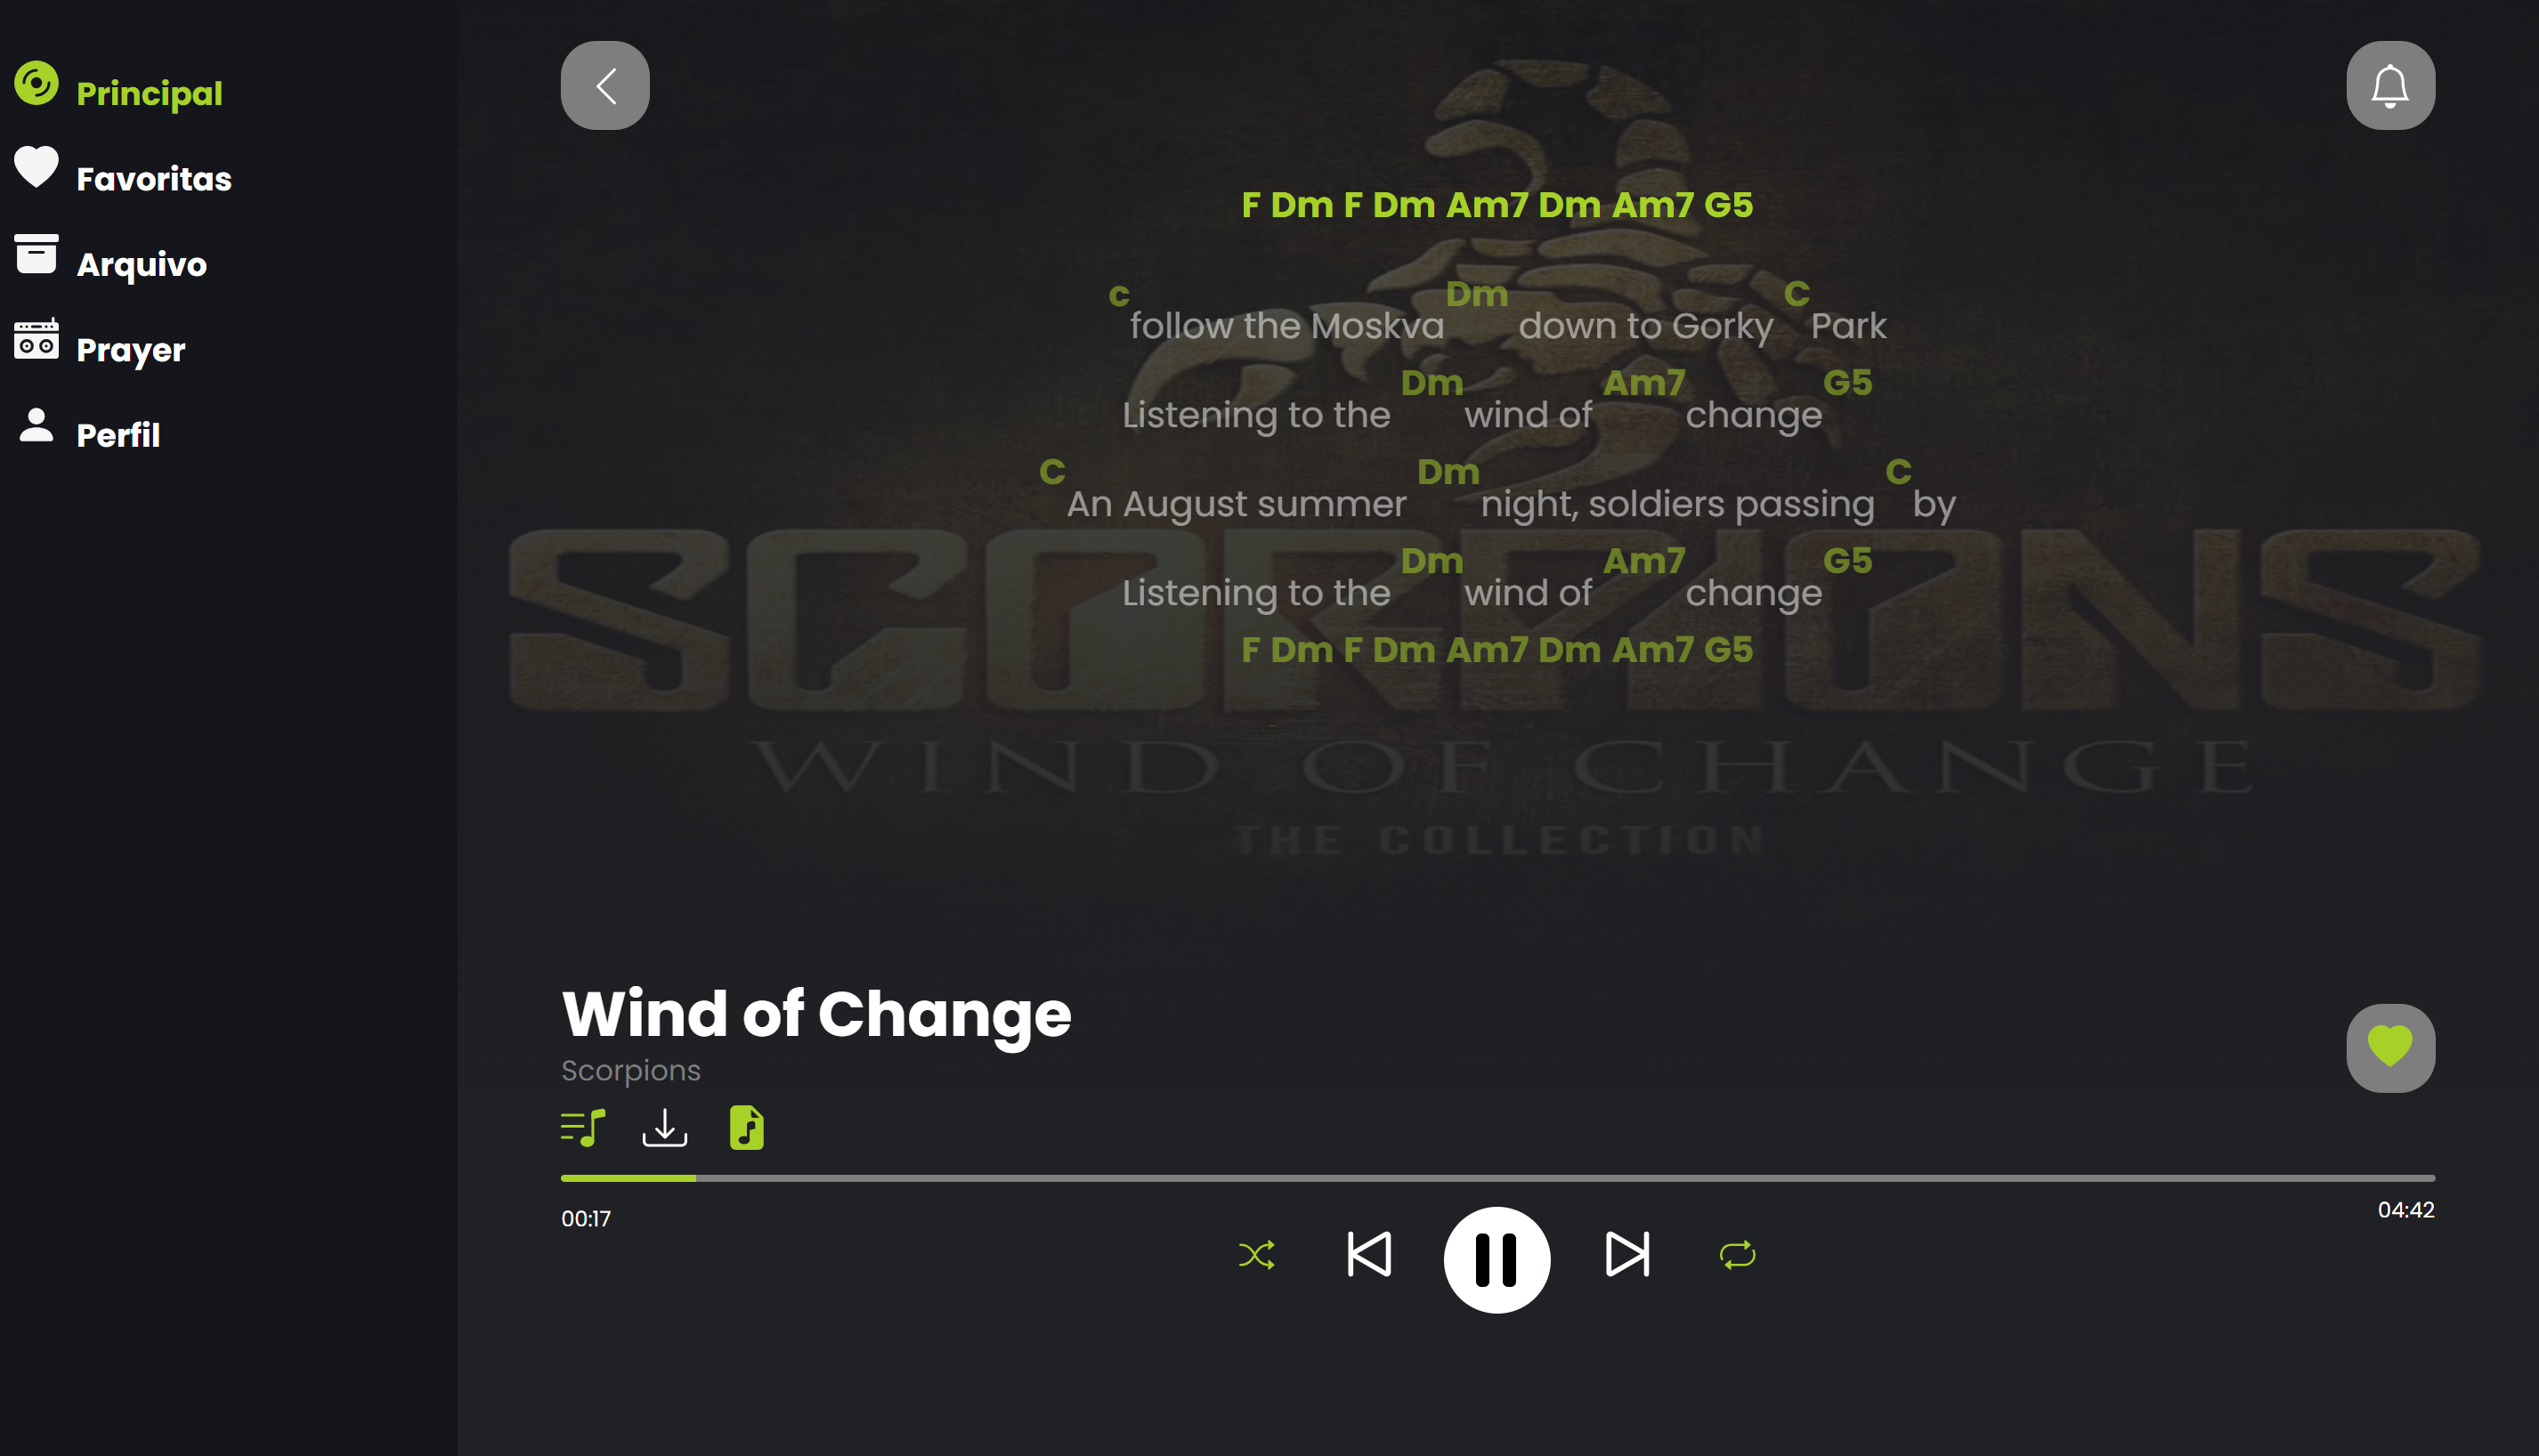 Principal
Favoritas
Arquivo
Prayer
Perfil
F Dm F Dm Am7 Dm Am7 G5
c Dm C
follow the Moskva down to Gorky Park
Dm Am7 G5
Listening to the wind of change
C Dm C
An August summer night, soldiers passing by
Dm Am7 G5
Listening to the wind of change
F Dm F Dm Am7 Dm Am7 G5
SCORPIONS
WIND OF CHANGE
THE COLLECTION
Wind of Change
Scorpions
00:17
04:42